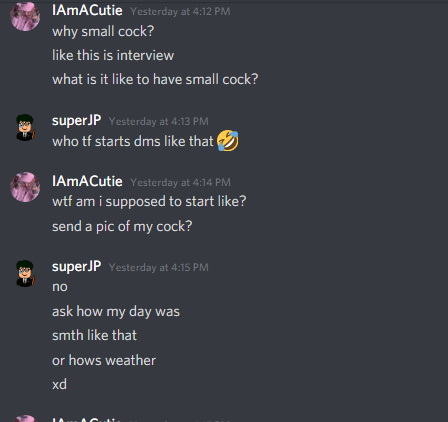 IAmACutie Yesterday at 4:12 PM
why small cock?
like this is interview
what is it like to have small cock?
superJP Yesterday at 4:13 PM
who tf starts dms like that 🤣
IAmACutie Yesterday at 4:14 PM
wtf am i supposed to start like?
send a pic of my cock?
superJP Yesterday at 4:15 PM
no
ask how my day was
smth like that
or hows weather
xd